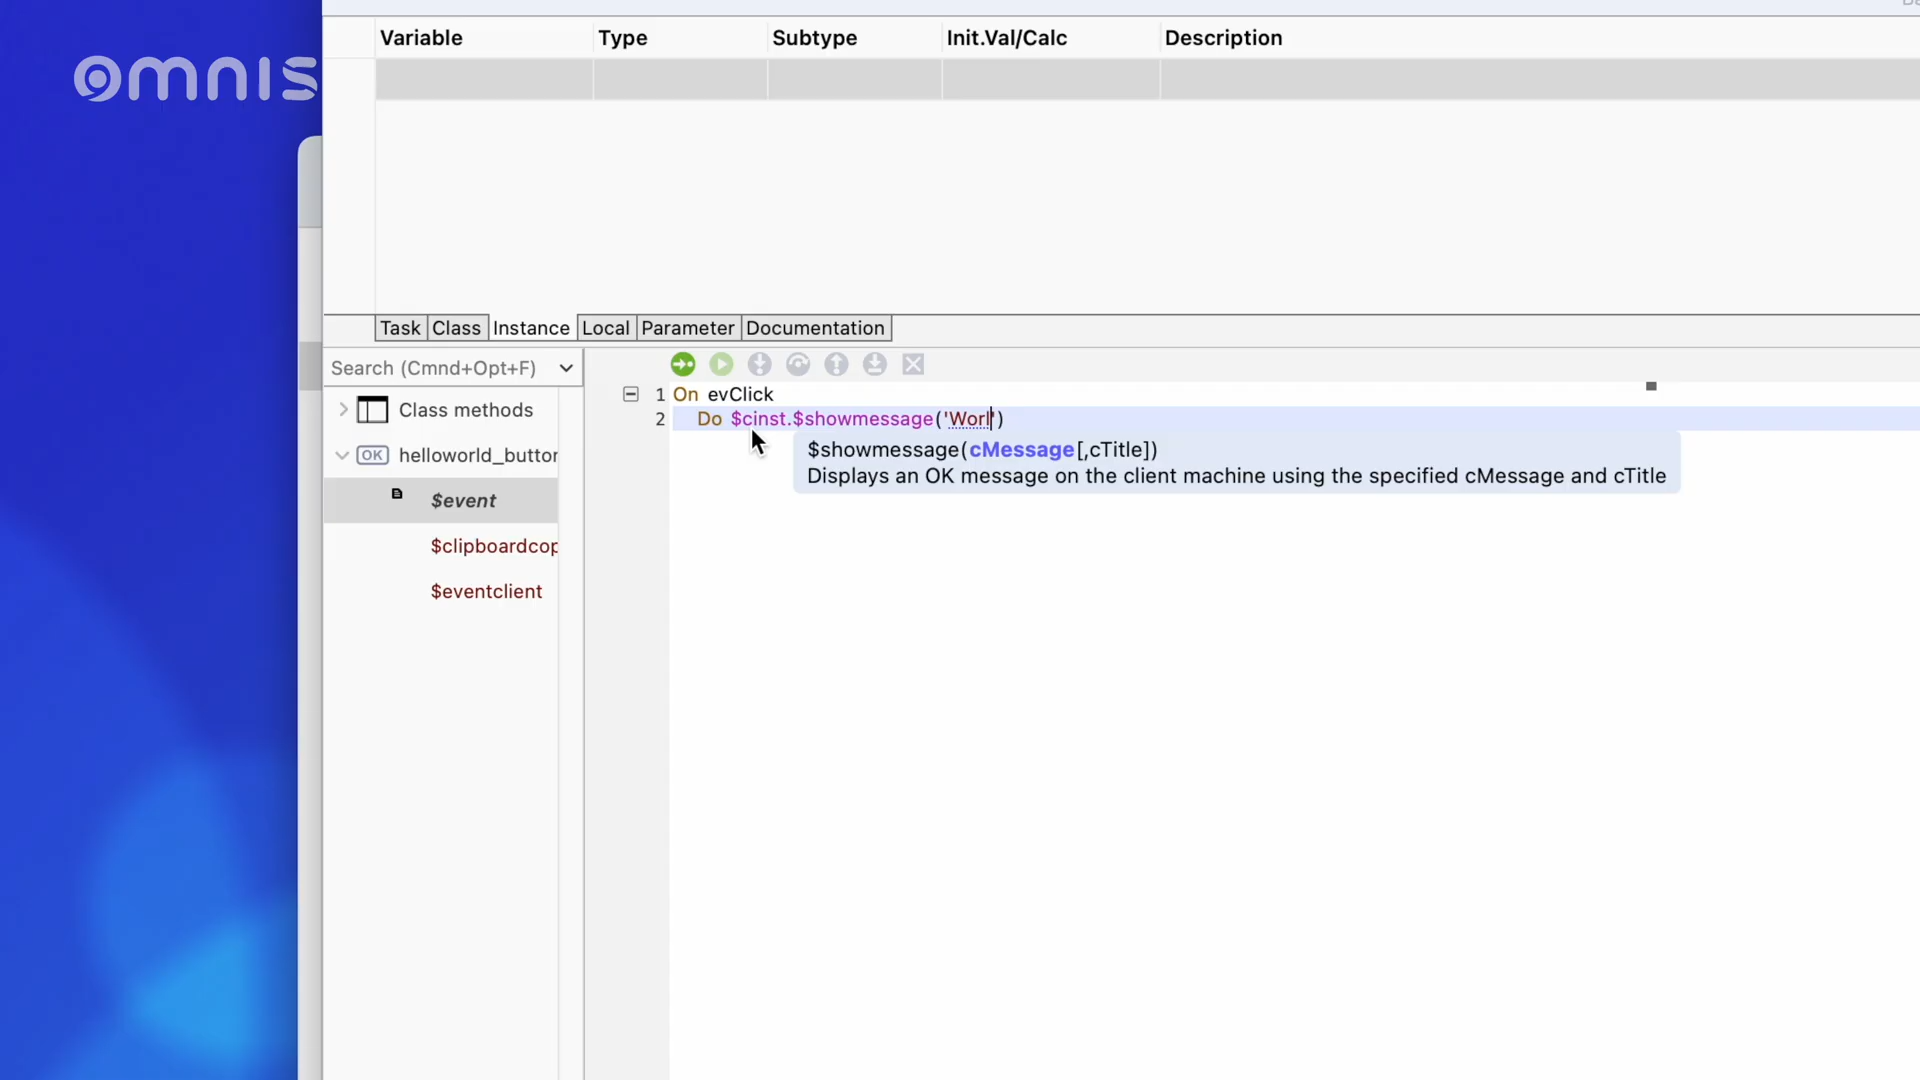 OMNIS
Variable Type Subtype Init.Val/Calc Description
Task Class Instance Local Parameter Documentation
Search (Cmnd+Opt+F)
Class methods
OK helloworld_buttor
$event
$clipboardcop
$eventclient
1 On evClick
2 Do $cinst.$showmessage('Worl')
$showmessage(cMessage[,cTitle])
Displays an OK message on the client machine using the specified cMessage and cTitle